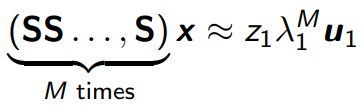 (SS ..., S) x ≈ z₁λ₁ᴹu₁
M times